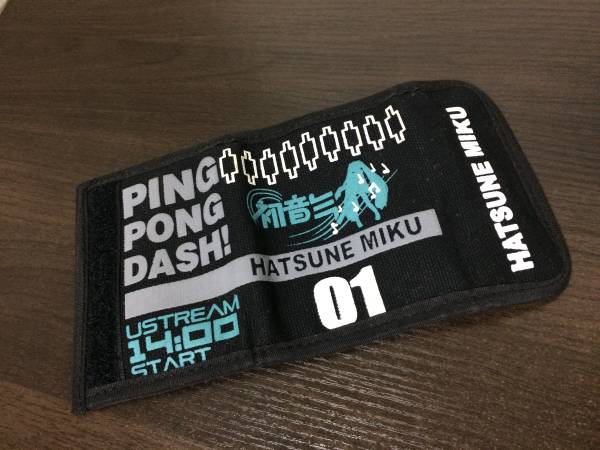 PING
PONG
DASH!
初音ミク
HATSUNE MIKU
01
USTREAM
14:00
START
HATSUNE MIKU